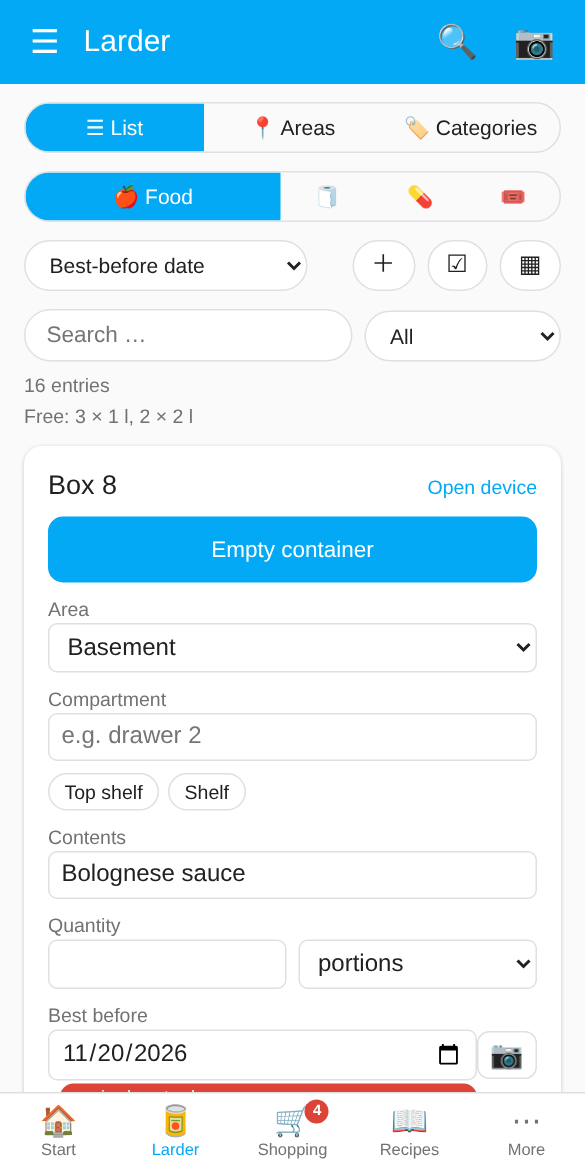 Larder
List
Areas
Categories
Food
Best-before date
Search …
All
16 entries
Free: 3 × 1 l, 2 × 2 l
Box 8
Open device
Empty container
Area
Basement
Compartment
e.g. drawer 2
Top shelf
Shelf
Contents
Bolognese sauce
Quantity
portions
Best before
11/20/2026
4
Start
Larder
Shopping
Recipes
More